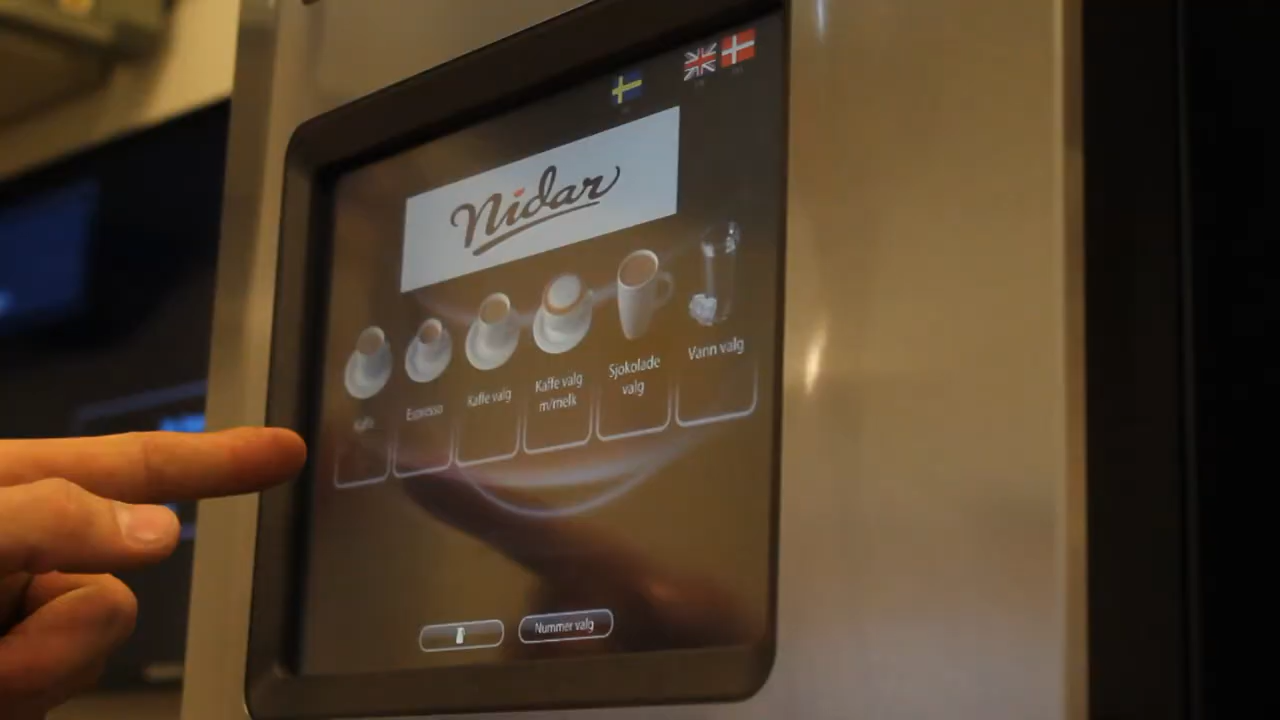 Nidar
Kaffe
Espresso
Kaffe valg
Kaffe valg
m/melk
Sjokolade
valg
Vann valg
Nummer valg